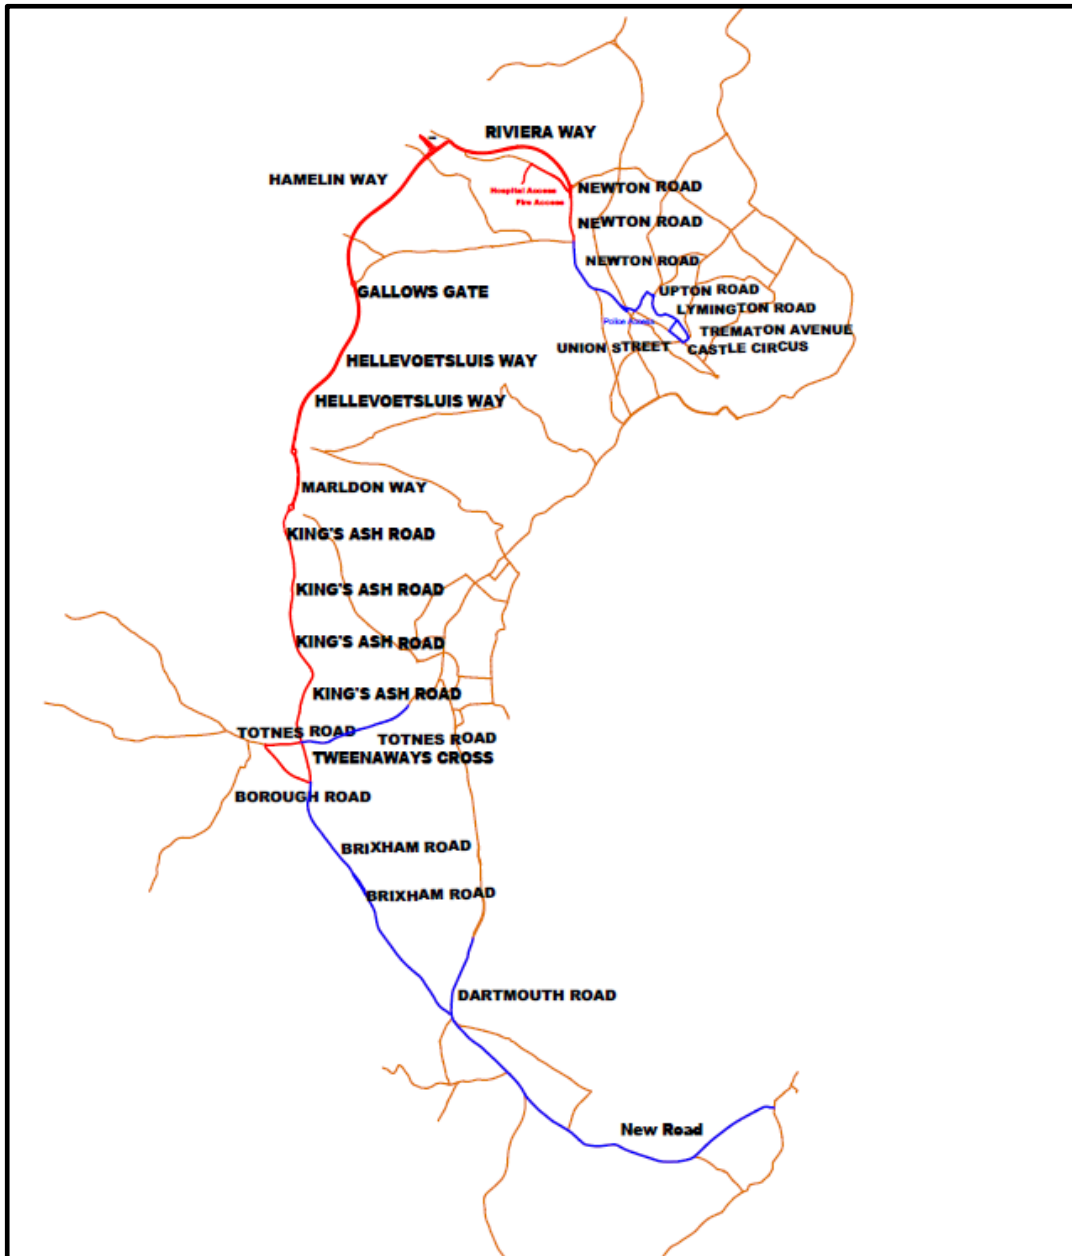 RIVIERA WAY
HAMELIN WAY
Hospital Access
Fire Access
NEWTON ROAD
NEWTON ROAD
NEWTON ROAD
UPTON ROAD
GALLOWS GATE
LYMINGTON ROAD
Police Access
TREMATON AVENUE
UNION STREET
CASTLE CIRCUS
HELLEVOETSLUIS WAY
HELLEVOETSLUIS WAY
MARLDON WAY
KING'S ASH ROAD
KING'S ASH ROAD
KING'S ASH ROAD
KING'S ASH ROAD
TOTNES ROAD
TOTNES ROAD
TWEENAWAYS CROSS
BOROUGH ROAD
BRIXHAM ROAD
BRIXHAM ROAD
DARTMOUTH ROAD
New Road